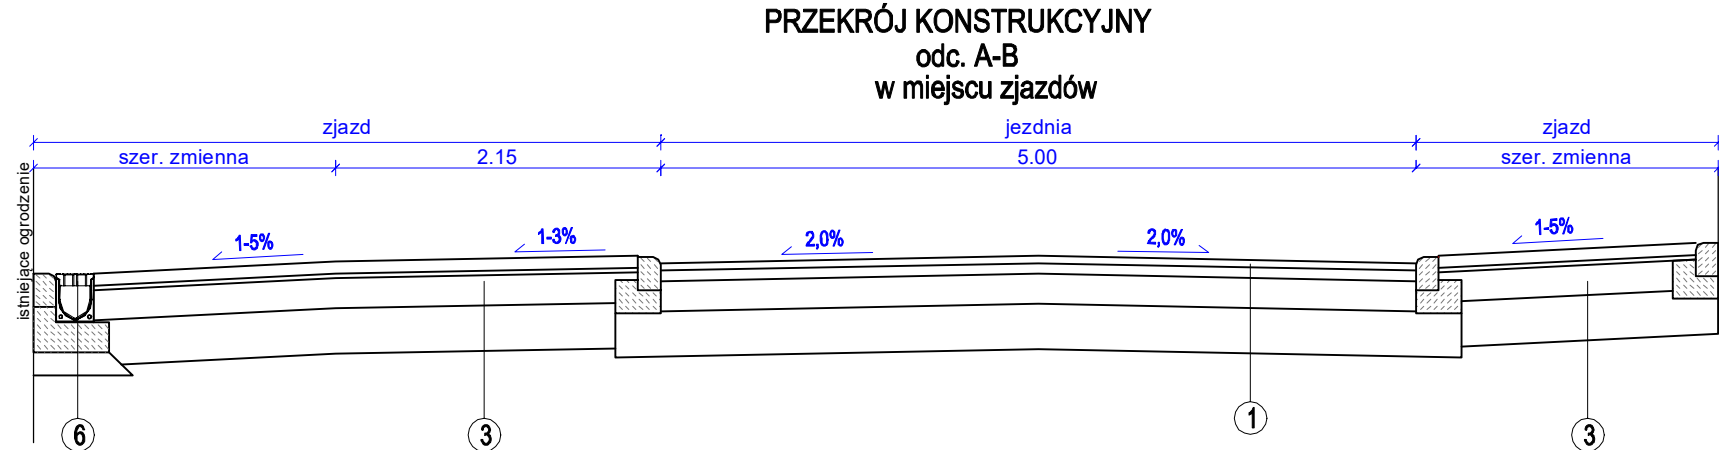 PRZEKRÓJ KONSTRUKCYJNY
odc. A-B
w miejscu zjazdów
zjazd
jezdnia
zjazd
szer. zmienna
2.15
5.00
szer. zmienna
istniejące ogrodzenie
1-5%
1-3%
2,0%
2,0%
1-5%
6
3
1
3